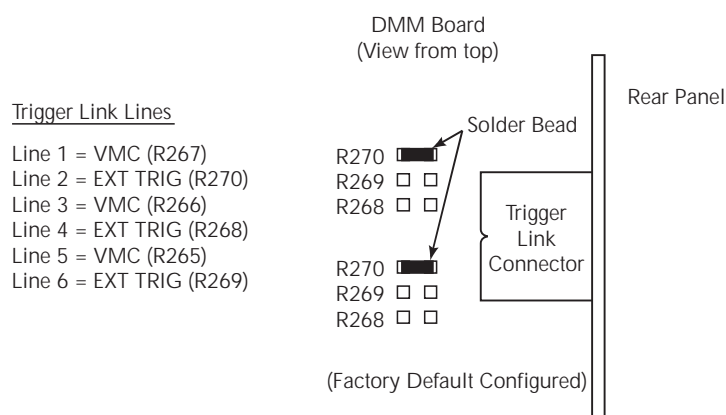 DMM Board
(View from top)
Rear Panel
Trigger Link Lines
Solder Bead
Line 1 = VMC (R267)
Line 2 = EXT TRIG (R270)
Line 3 = VMC (R266)
Line 4 = EXT TRIG (R268)
Line 5 = VMC (R265)
Line 6 = EXT TRIG (R269)
R270
R269
R268
Trigger
Link
Connector
R270
R269
R268
(Factory Default Configured)